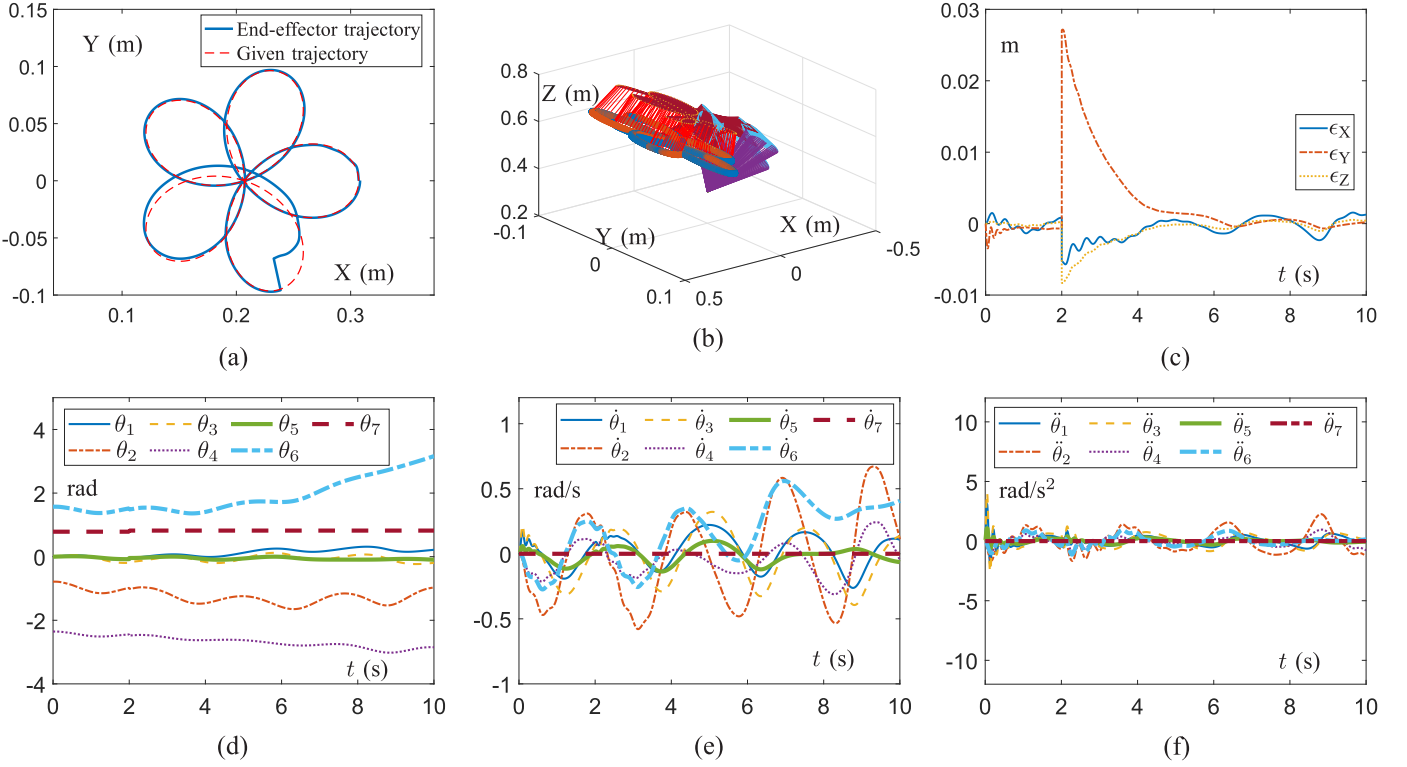 0.15
0.1
0.05
0
-0.05
-0.1
0.1 0.2 0.3
Y (m)
X (m)
End-effector trajectory
Given trajectory
(a)
0.8
0.6
0.4
0.2
Z (m)
-0.1
0
0.1
Y (m)
X (m)
0.5
0
-0.5
(b)
0.03
0.02
0.01
0
-0.01
m
ϵX
ϵY
ϵZ
t (s)
0 2 4 6 8 10
(c)
4
2
0
-2
-4
θ1 θ3 θ5 θ7
θ2 θ4 θ6
rad
t (s)
0 2 4 6 8 10
(d)
1
0.5
0
-0.5
-1
θ̇1 θ̇3 θ̇5 θ̇7
θ̇2 θ̇4 θ̇6
rad/s
t (s)
0 2 4 6 8 10
(e)
10
5
0
-5
-10
θ̈1 θ̈3 θ̈5 θ̈7
θ̈2 θ̈4 θ̈6
rad/s²
t (s)
0 2 4 6 8 10
(f)